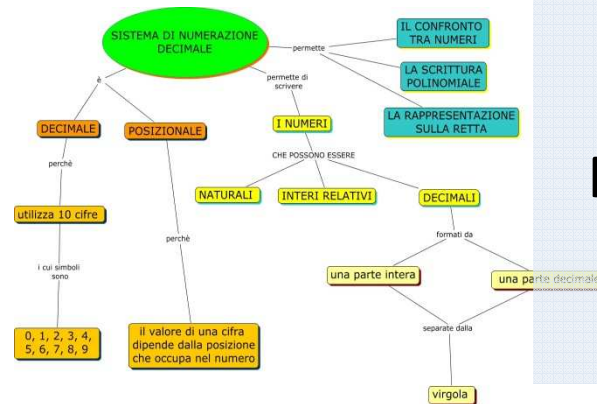 SISTEMA DI NUMERAZIONE
DECIMALE
permette
IL CONFRONTO
TRA NUMERI
LA SCRITTURA
POLINOMIALE
LA RAPPRESENTAZIONE
SULLA RETTA
è
permette di
scrivere
DECIMALE
POSIZIONALE
I NUMERI
perchè
CHE POSSONO ESSERE
NATURALI
INTERI RELATIVI
DECIMALI
utilizza 10 cifre
perchè
formati da
i cui simboli
sono
una parte intera
una parte decimale
0, 1, 2, 3, 4,
5, 6, 7, 8, 9
il valore di una cifra
dipende dalla posizione
che occupa nel numero
separate dalla
virgola